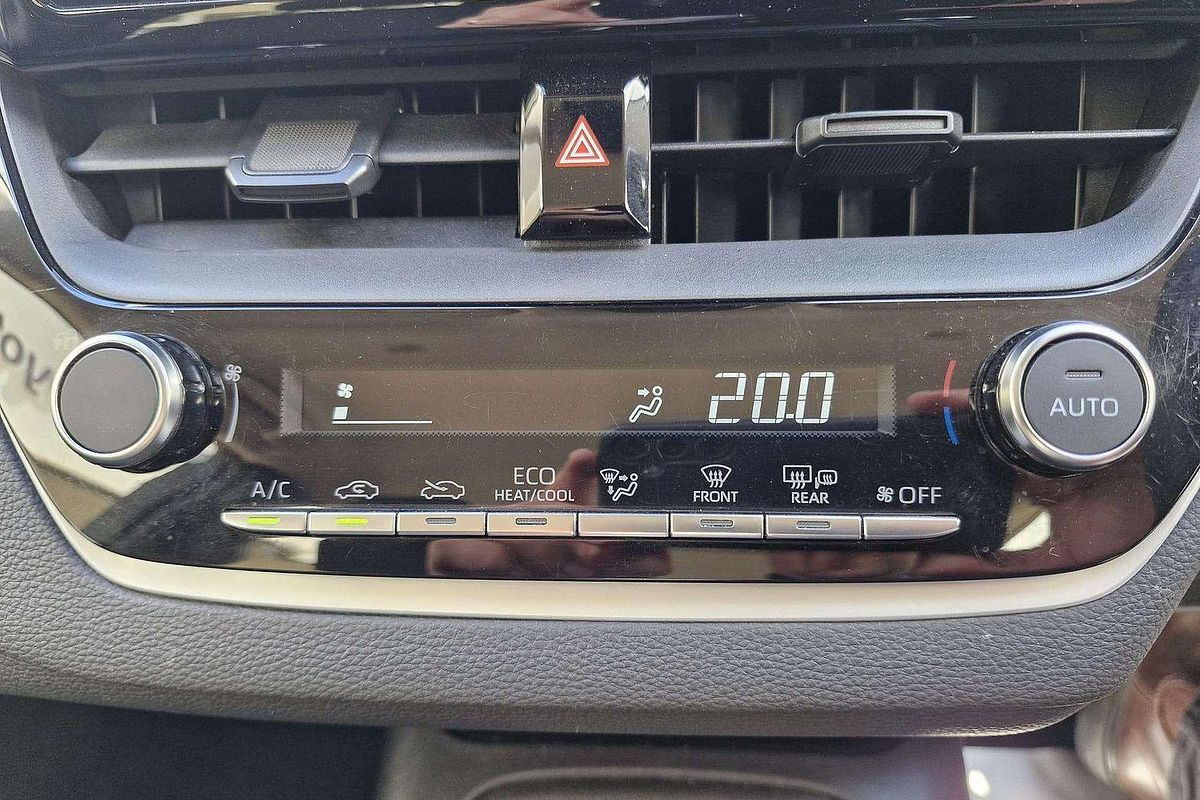 20.0
AUTO
A/C
ECO
HEAT/COOL
FRONT
REAR
OFF